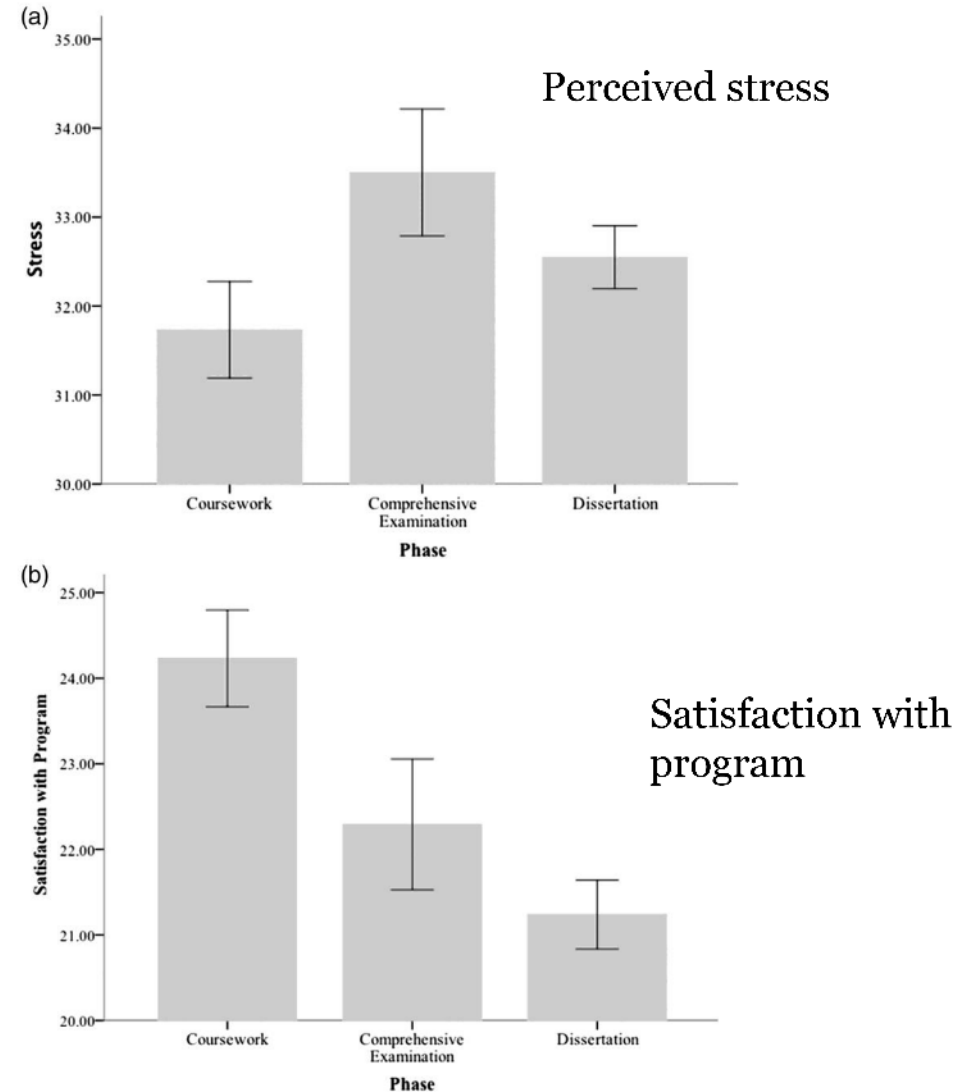 (a)
35.00
Perceived stress
34.00
33.00
Stress
32.00
31.00
30.00
Coursework
Comprehensive
Examination
Dissertation
Phase
(b)
25.00
24.00
Satisfaction with Program
Satisfaction with
program
23.00
22.00
21.00
20.00
Coursework
Comprehensive
Examination
Dissertation
Phase